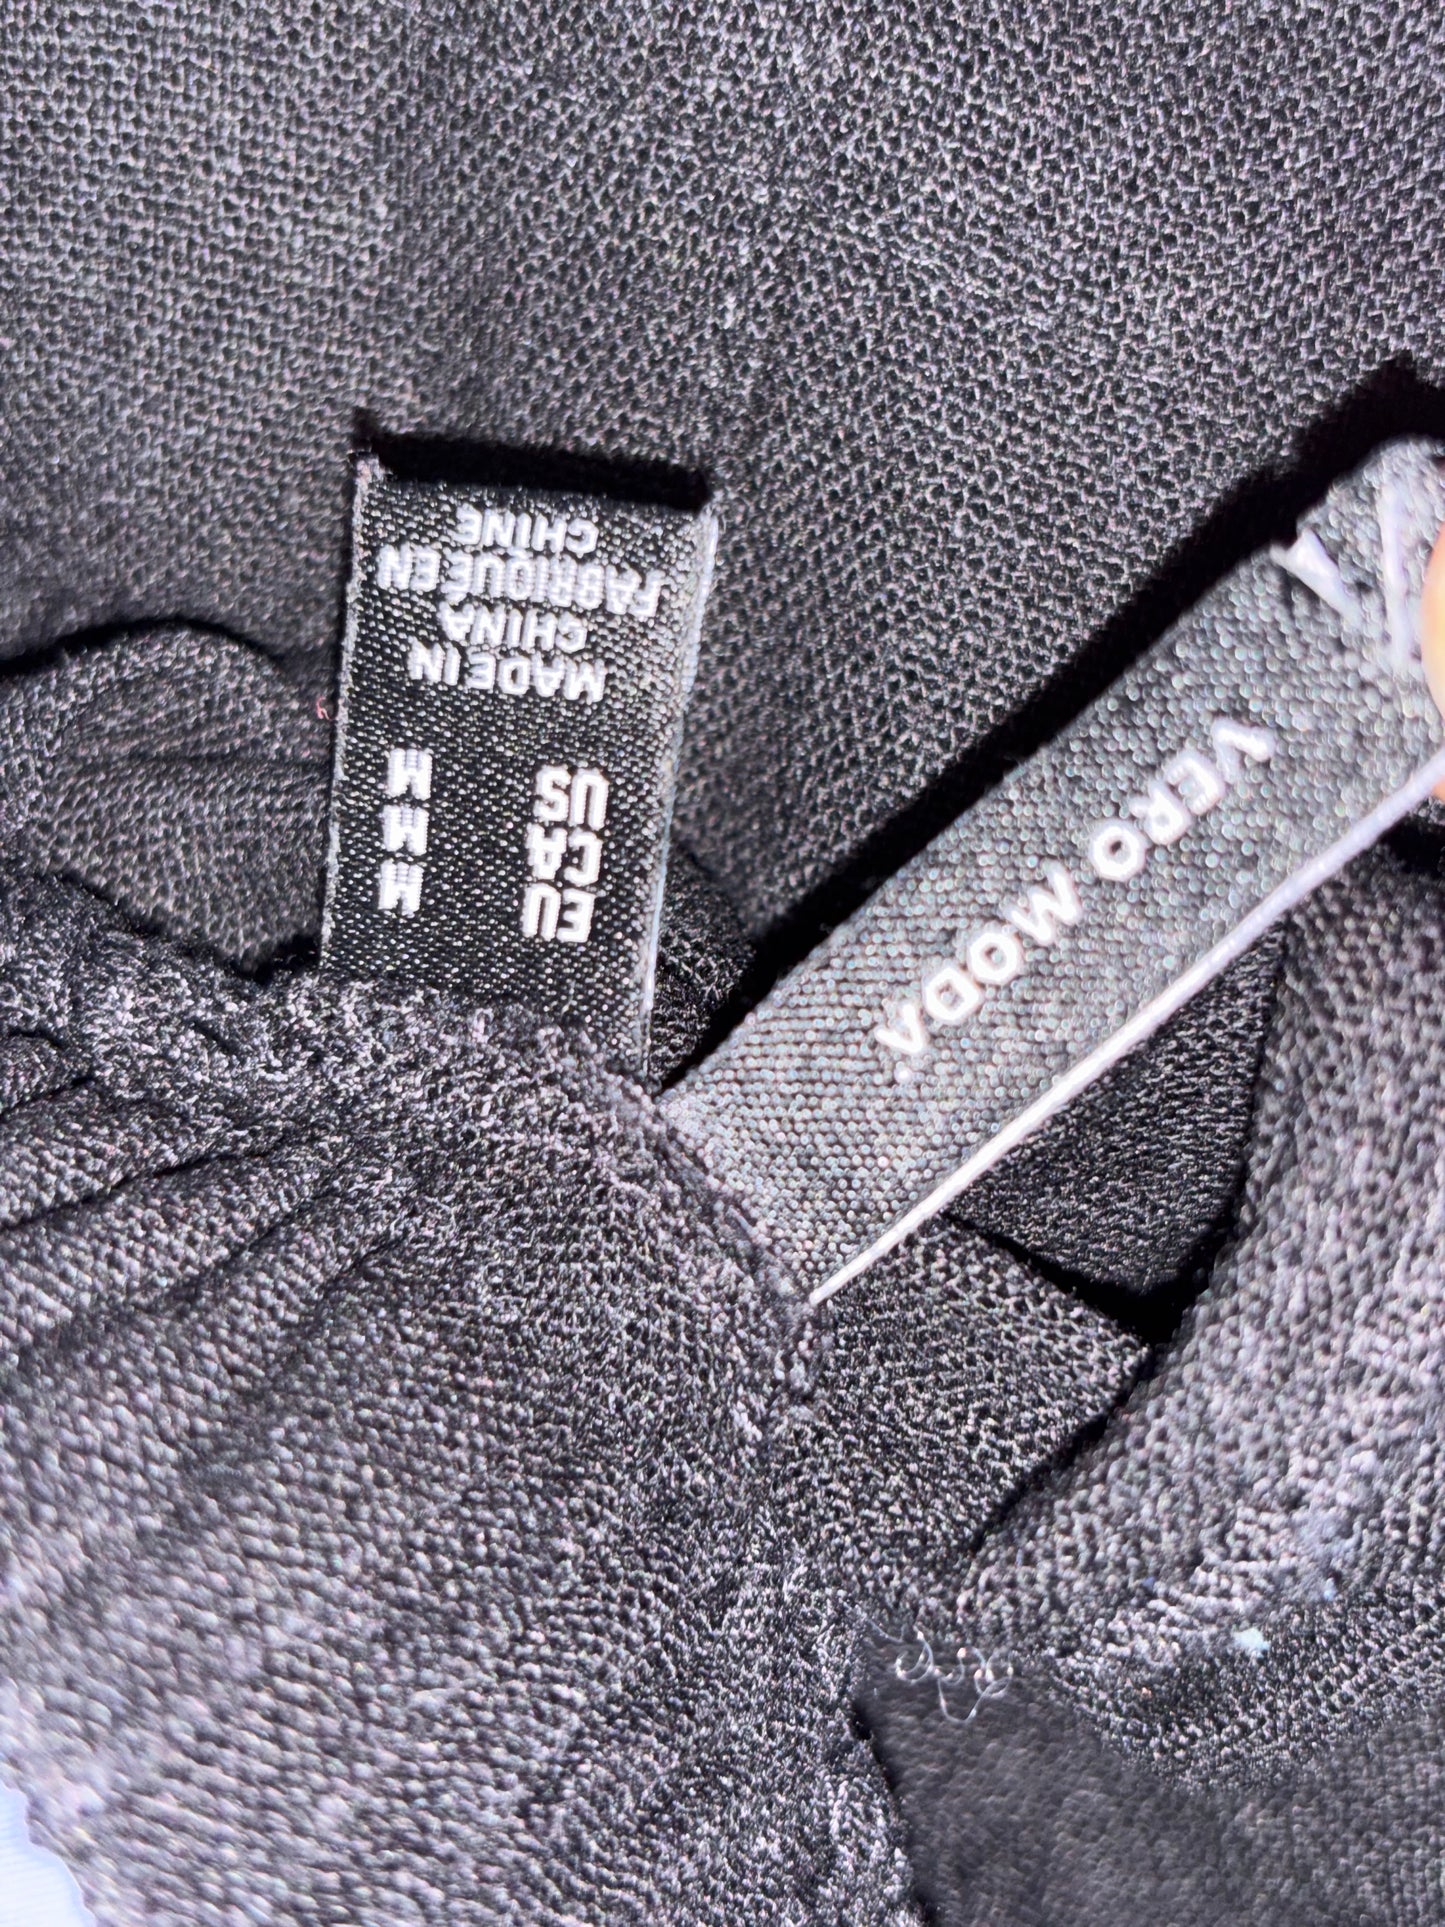 EU M
CA M
US M
MADE IN
CHINA
FABRIQUÉ EN
CHINE
VERO MODA.